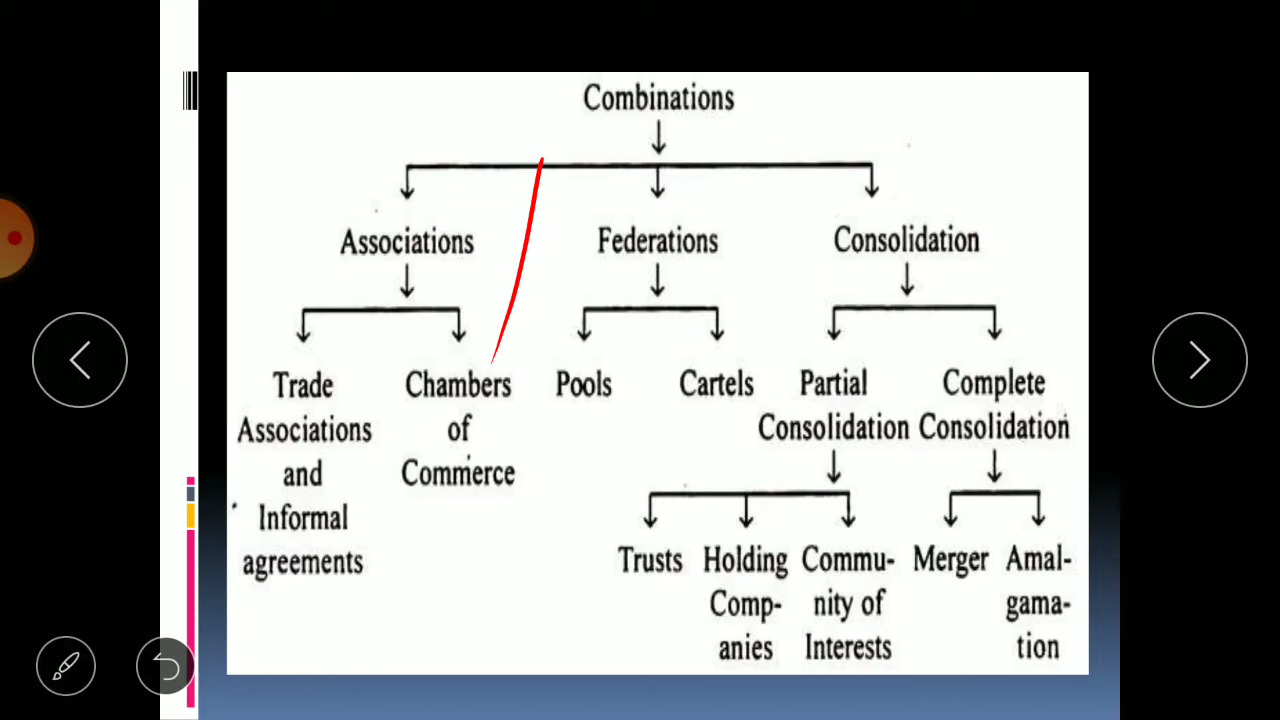 Combinations
Associations Federations Consolidation
Trade Chambers Pools Cartels Partial Complete
Associations of Consolidation Consolidation
and Commerce
Informal
agreements
Trusts Holding Commu- Merger Amal-
Comp- nity of gama-
anies Interests tion